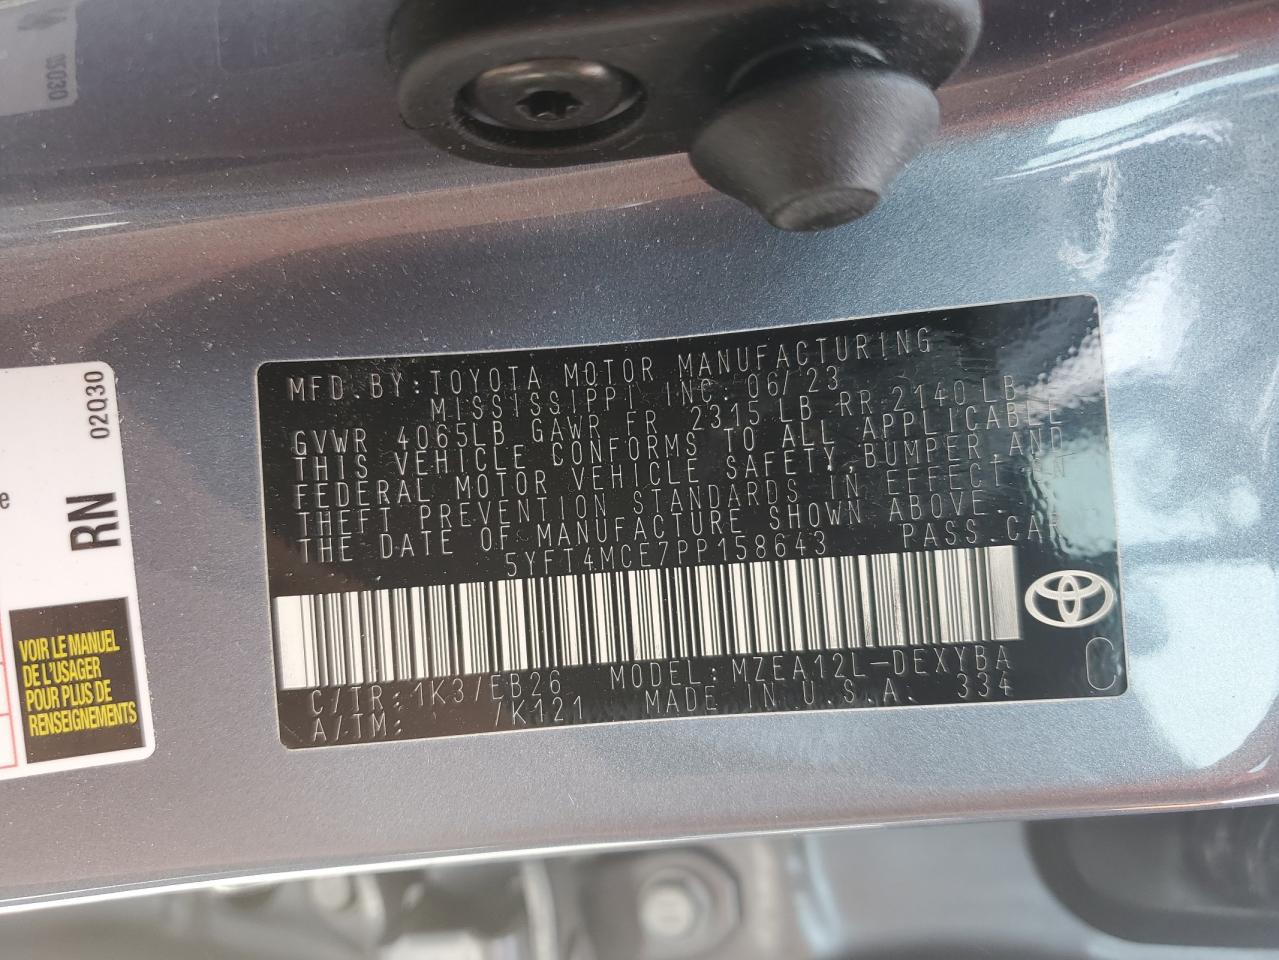 MFD.BY:TOYOTA MOTOR MANUFACTURING
MISSISSIPPI INC. 06/23
GVWR 4065LB GAWR FR 2315LB RR 2140LB
THIS VEHICLE CONFORMS TO ALL APPLICABLE
FEDERAL MOTOR VEHICLE SAFETY,BUMPER,AND
THEFT PREVENTION STANDARDS IN EFFECT ON
THE DATE OF MANUFACTURE SHOWN ABOVE.
5YFT4MCE7PP158643 PASS.CAR
C/TR:1K3/EB26 MODEL:MZEA12L-DEXYBA
A/TM: /K121 MADE IN U.S.A. 334
C
02030
RN
VOIR LE MANUEL
DE L'USAGER
POUR PLUS DE
RENSEIGNEMENTS
e